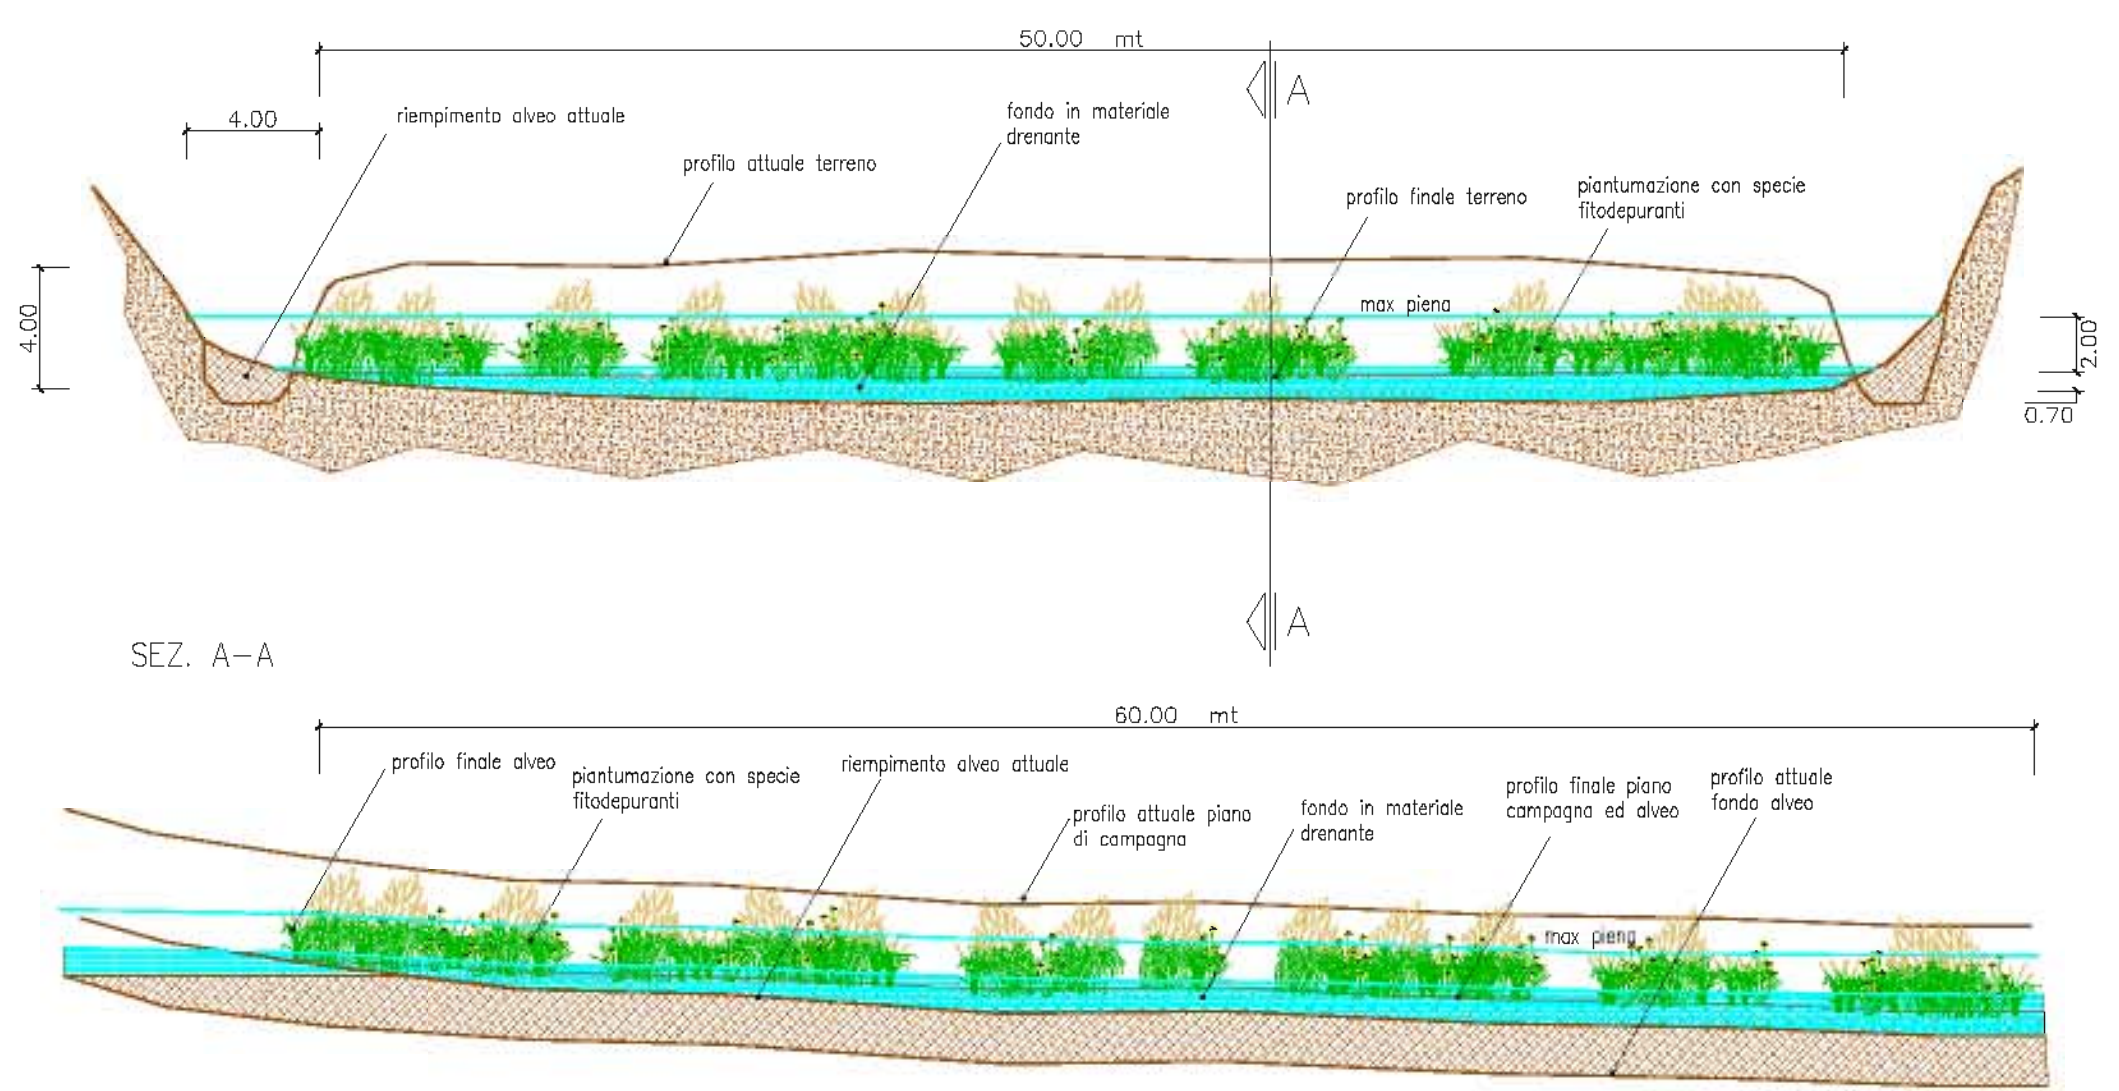 50.00 mt
A
4.00
riempimento alveo attuale
fondo in materiale
drenante
profilo attuale terreno
profilo finale terreno
piantumazione con specie
fitodepuranti
max piena
4.00
2.00
0.70
A
SEZ. A-A
60.00 mt
profilo finale alveo
piantumazione con specie
fitodepuranti
riempimento alveo attuale
profilo attuale piano
di campagna
fondo in materiale
drenante
profilo finale piano
campagna ed alveo
profilo attuale
fondo alveo
max piena